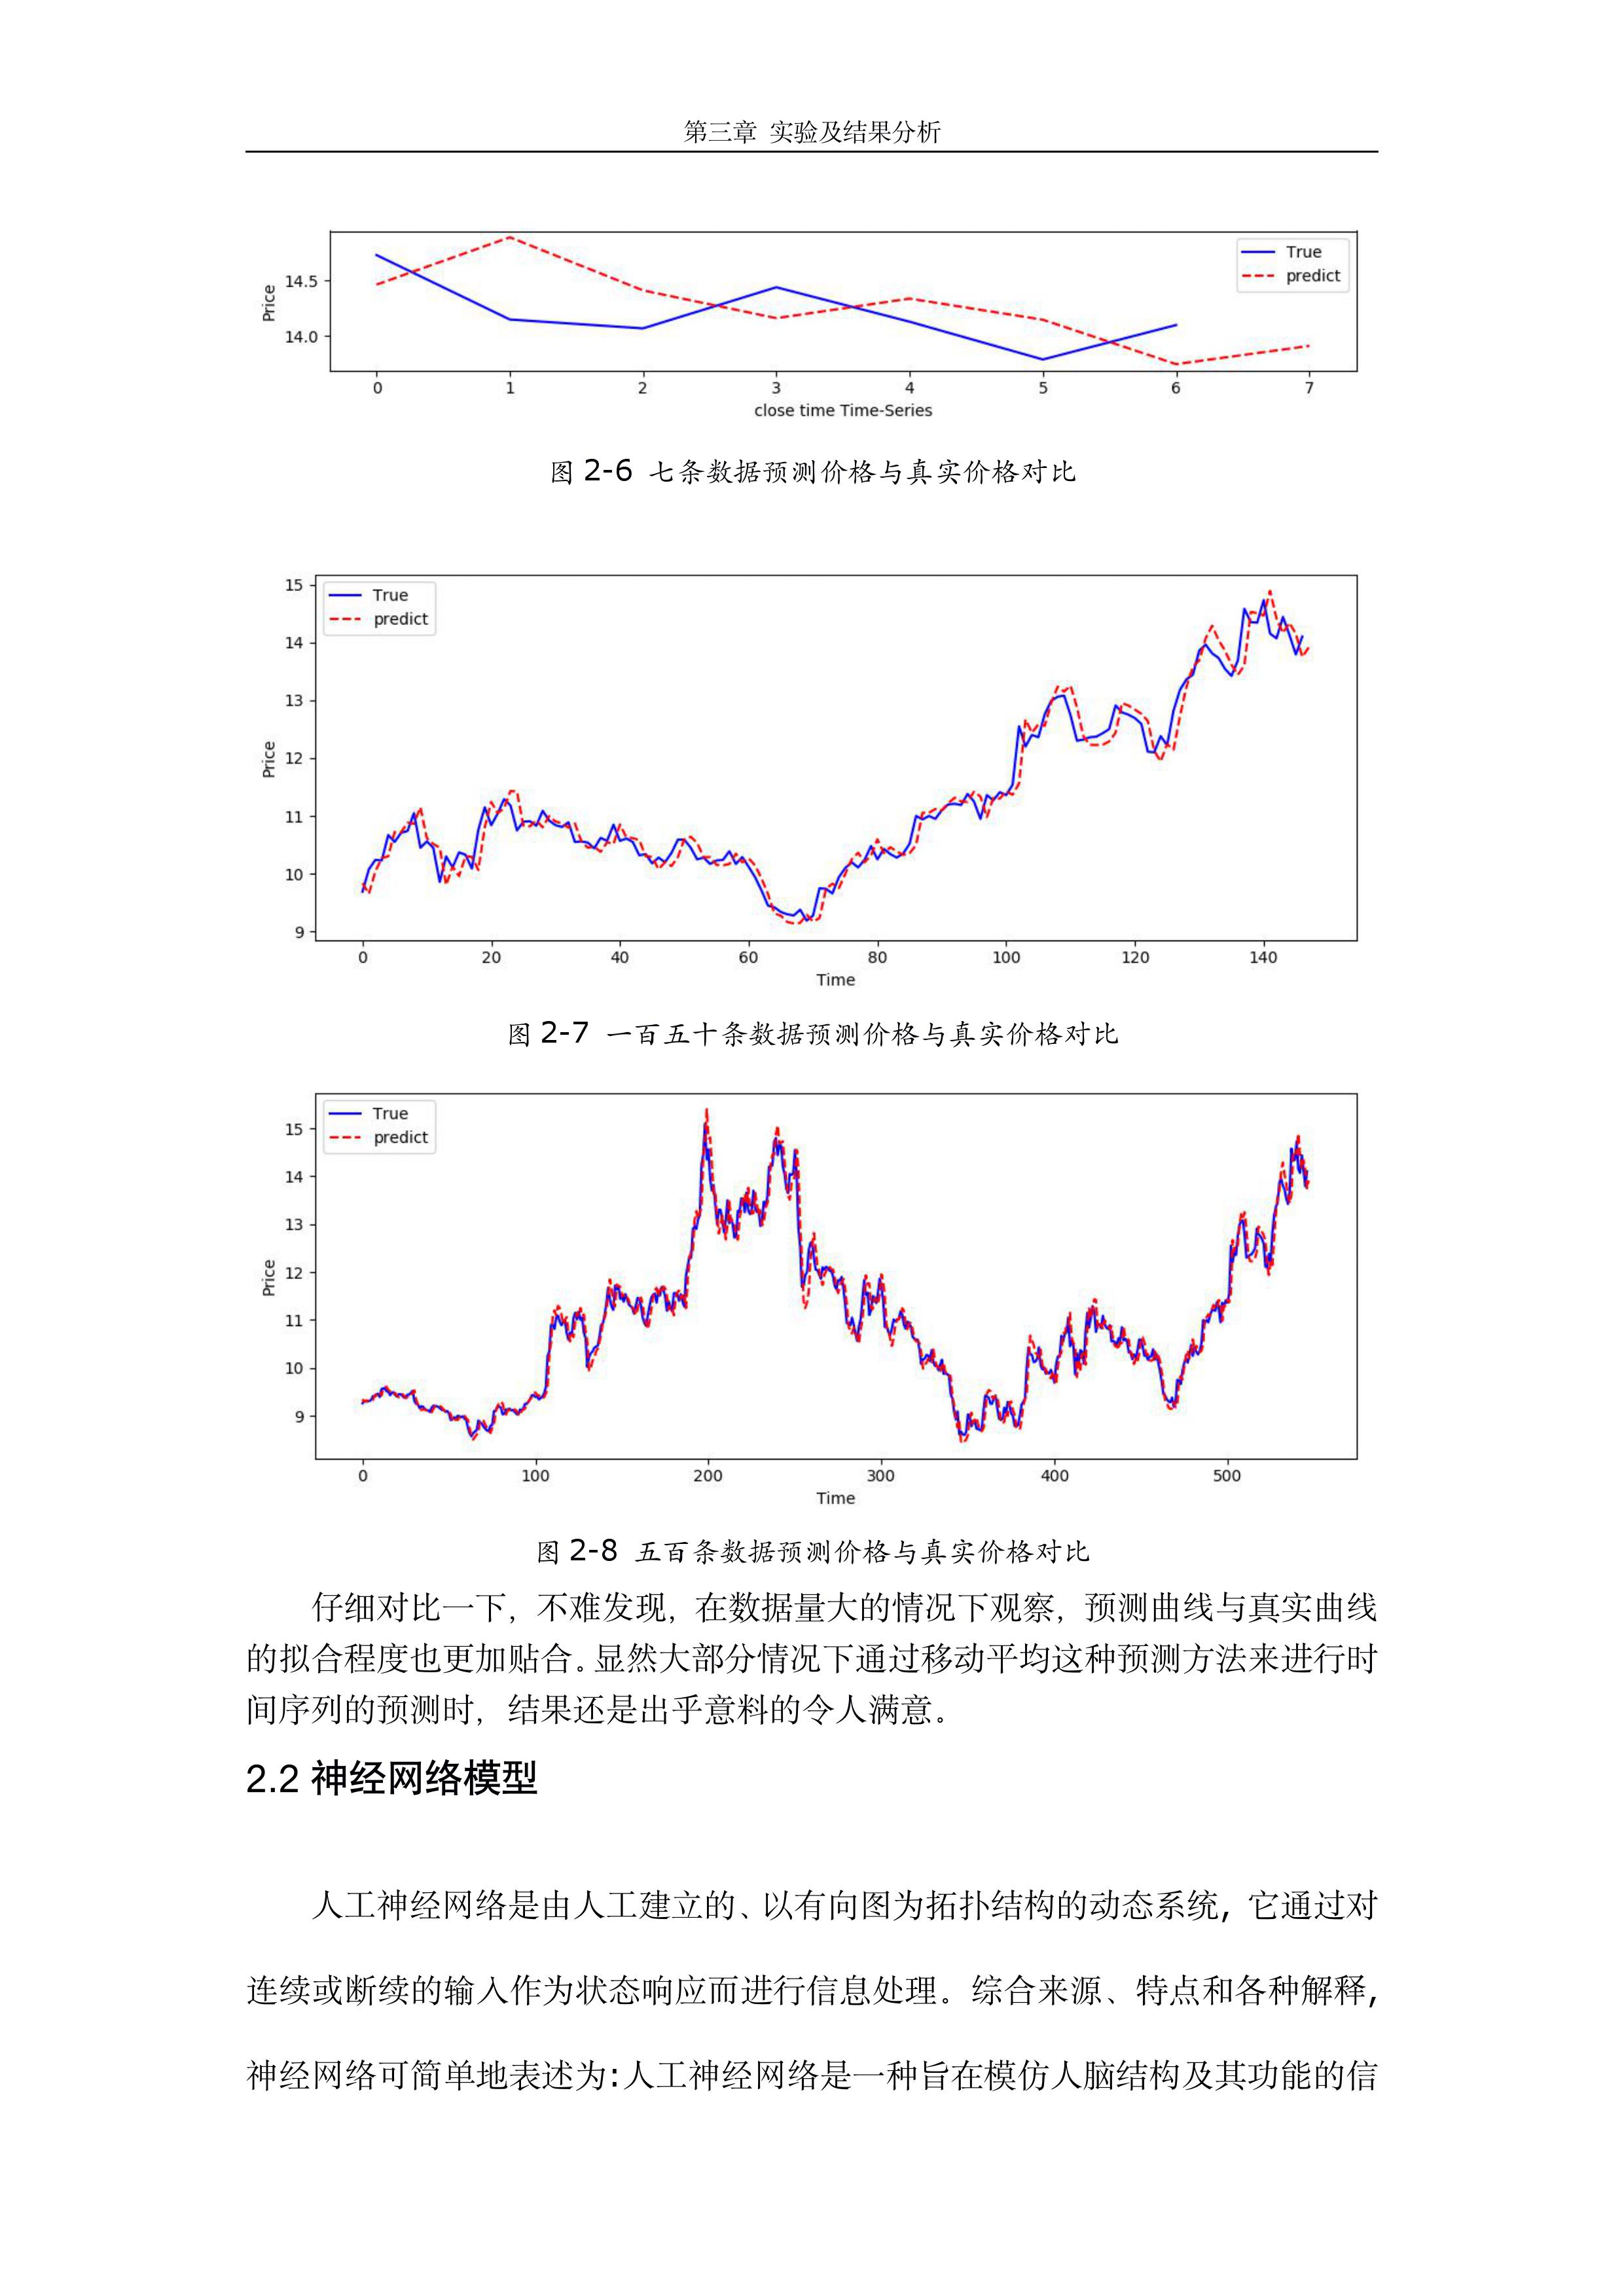 第三章 实验及结果分析
True
predict
Price
14.5
14.0
0 1 2 3 4 5 6 7
close time Time-Series
图 2-6 七条数据预测价格与真实价格对比
True
predict
Price
15
14
13
12
11
10
9
0 20 40 60 80 100 120 140
Time
图 2-7 一百五十条数据预测价格与真实价格对比
True
predict
Price
15
14
13
12
11
10
9
0 100 200 300 400 500
Time
图 2-8 五百条数据预测价格与真实价格对比
仔细对比一下，不难发现，在数据量大的情况下观察，预测曲线与真实曲线
的拟合程度也更加贴合。显然大部分情况下通过移动平均这种预测方法来进行时
间序列的预测时，结果还是出乎意料的令人满意。
2.2 神经网络模型
人工神经网络是由人工建立的、以有向图为拓扑结构的动态系统，它通过对
连续或断续的输入作为状态响应而进行信息处理。综合来源、特点和各种解释，
神经网络可简单地表述为:人工神经网络是一种旨在模仿人脑结构及其功能的信